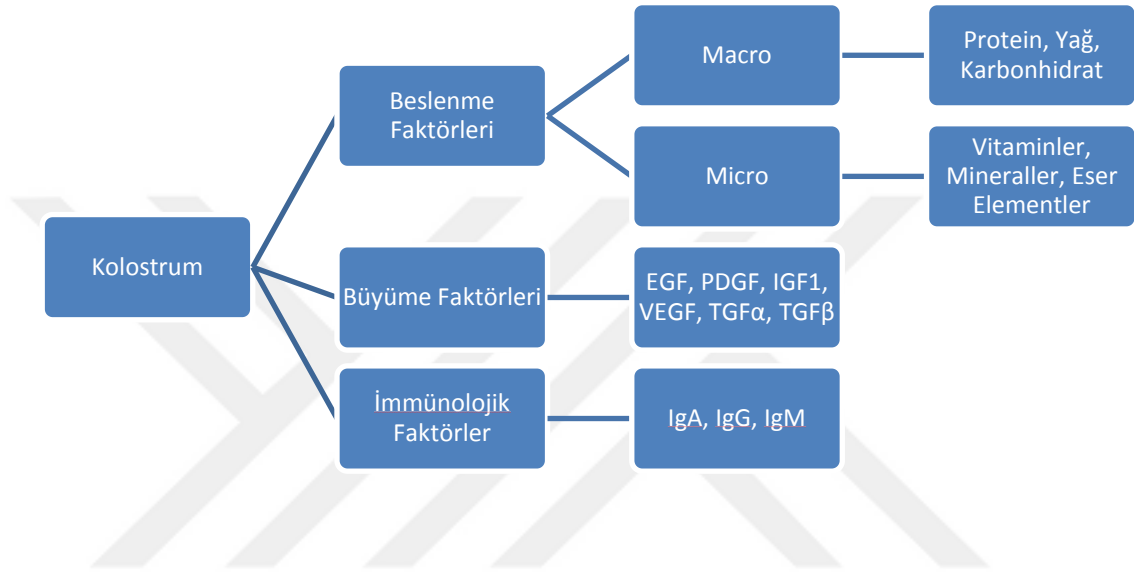 Kolostrum
Beslenme
Faktörleri
Macro
Protein, Yağ,
Karbonhidrat
Micro
Vitaminler,
Mineraller, Eser
Elementler
Büyüme Faktörleri
EGF, PDGF, IGF1,
VEGF, TGFα, TGFβ
İmmünolojik
Faktörler
IgA, IgG, IgM